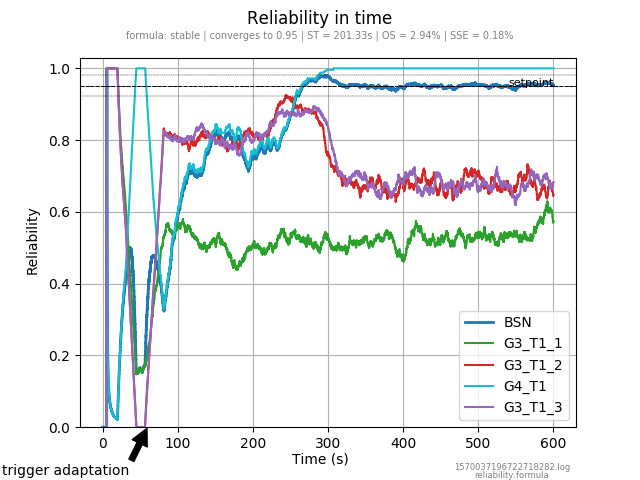 Reliability in time
formula: stable | converges to 0.95 | ST = 201.33s | OS = 2.94% | SSE = 0.18%
1.0
0.8
0.6
0.4
0.2
0.0
Reliability
setpoint
BSN
G3_T1_1
G3_T1_2
G4_T1
G3_T1_3
0 100 200 300 400 500 600
Time (s)
trigger adaptation
1570037196722718282.log
reliability.formula